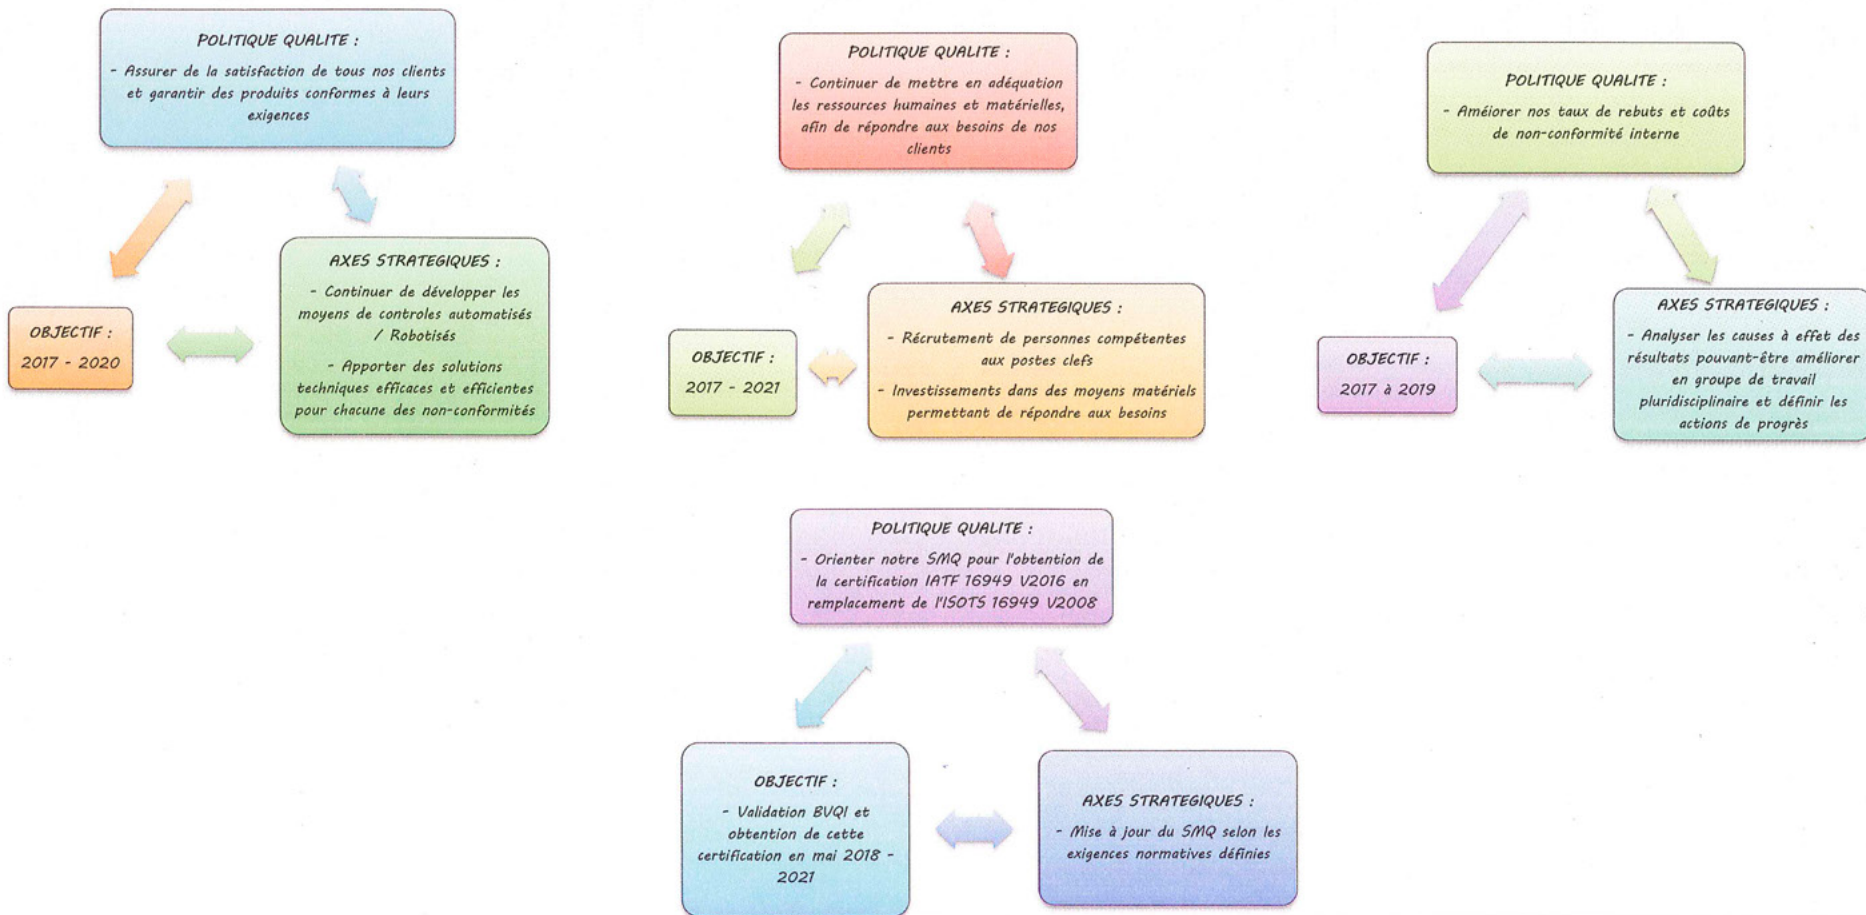 POLITIQUE QUALITE :
- Assurer de la satisfaction de tous nos clients
et garantir des produits conformes à leurs
exigences
OBJECTIF :
2017 - 2020
AXES STRATEGIQUES :
- Continuer de développer les
moyens de controles automatisés
/ Robotisés
- Apporter des solutions
techniques efficaces et efficientes
pour chacune des non-conformités
POLITIQUE QUALITE :
- Continuer de mettre en adéquation
les ressources humaines et matérielles,
afin de répondre aux besoins de nos
clients
OBJECTIF :
2017 - 2021
AXES STRATEGIQUES :
- Récrutement de personnes compétentes
aux postes clefs
- Investissements dans des moyens matériels
permettant de répondre aux besoins
POLITIQUE QUALITE :
- Améiorer nos taux de rebuts et coûts
de non-conformité interne
OBJECTIF :
2017 à 2019
AXES STRATEGIQUES :
- Analyser les causes à effet des
résultats pouvant-être améliorer
en groupe de travail
pluridisciplinaire et définir les
actions de progrès
POLITIQUE QUALITE :
- Orienter notre SMQ pour l'obtention de
la certification IATF 16949 V2016 en
remplacement de l'ISOTS 16949 V2008
OBJECTIF :
- Validation BVQI et
obtention de cette
certification en mai 2018 -
2021
AXES STRATEGIQUES :
- Mise à jour du SMQ selon les
exigences normatives définies